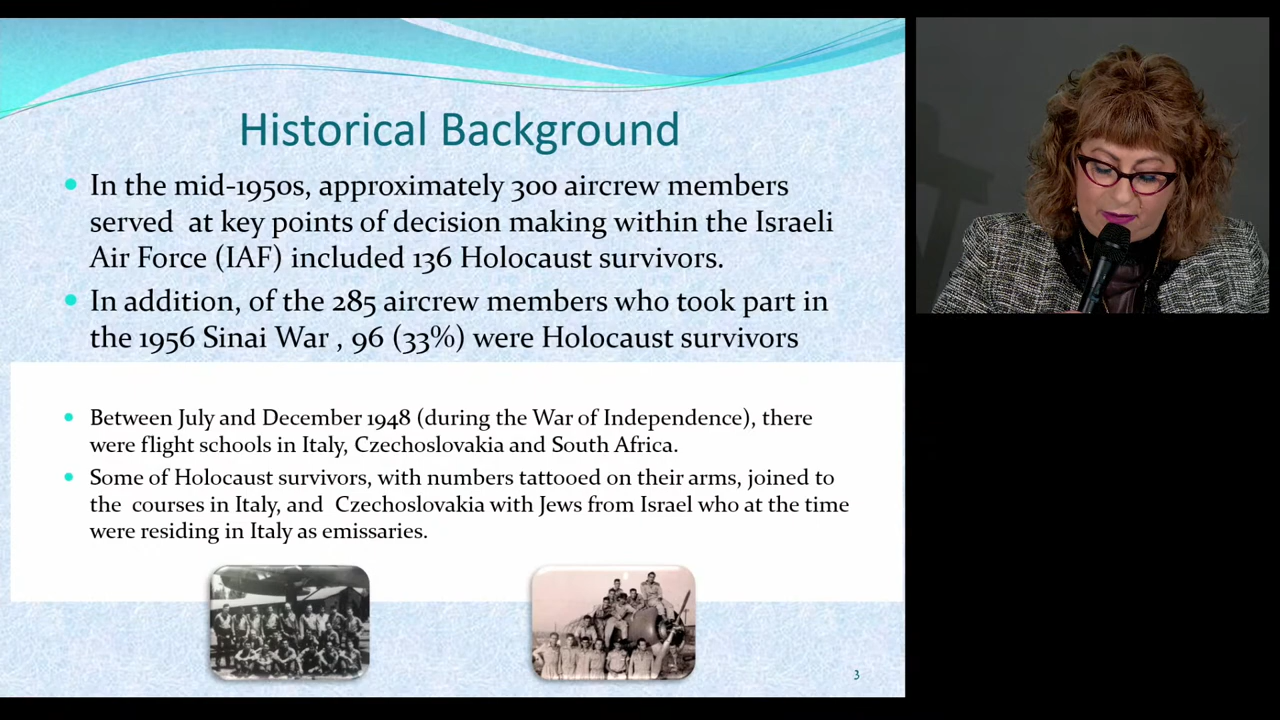 Historical Background
In the mid-1950s, approximately 300 aircrew members
served at key points of decision making within the Israeli
Air Force (IAF) included 136 Holocaust survivors.
In addition, of the 285 aircrew members who took part in
the 1956 Sinai War , 96 (33%) were Holocaust survivors
Between July and December 1948 (during the War of Independence), there
were flight schools in Italy, Czechoslovakia and South Africa.
Some of Holocaust survivors, with numbers tattooed on their arms, joined to
the courses in Italy, and Czechoslovakia with Jews from Israel who at the time
were residing in Italy as emissaries.
3